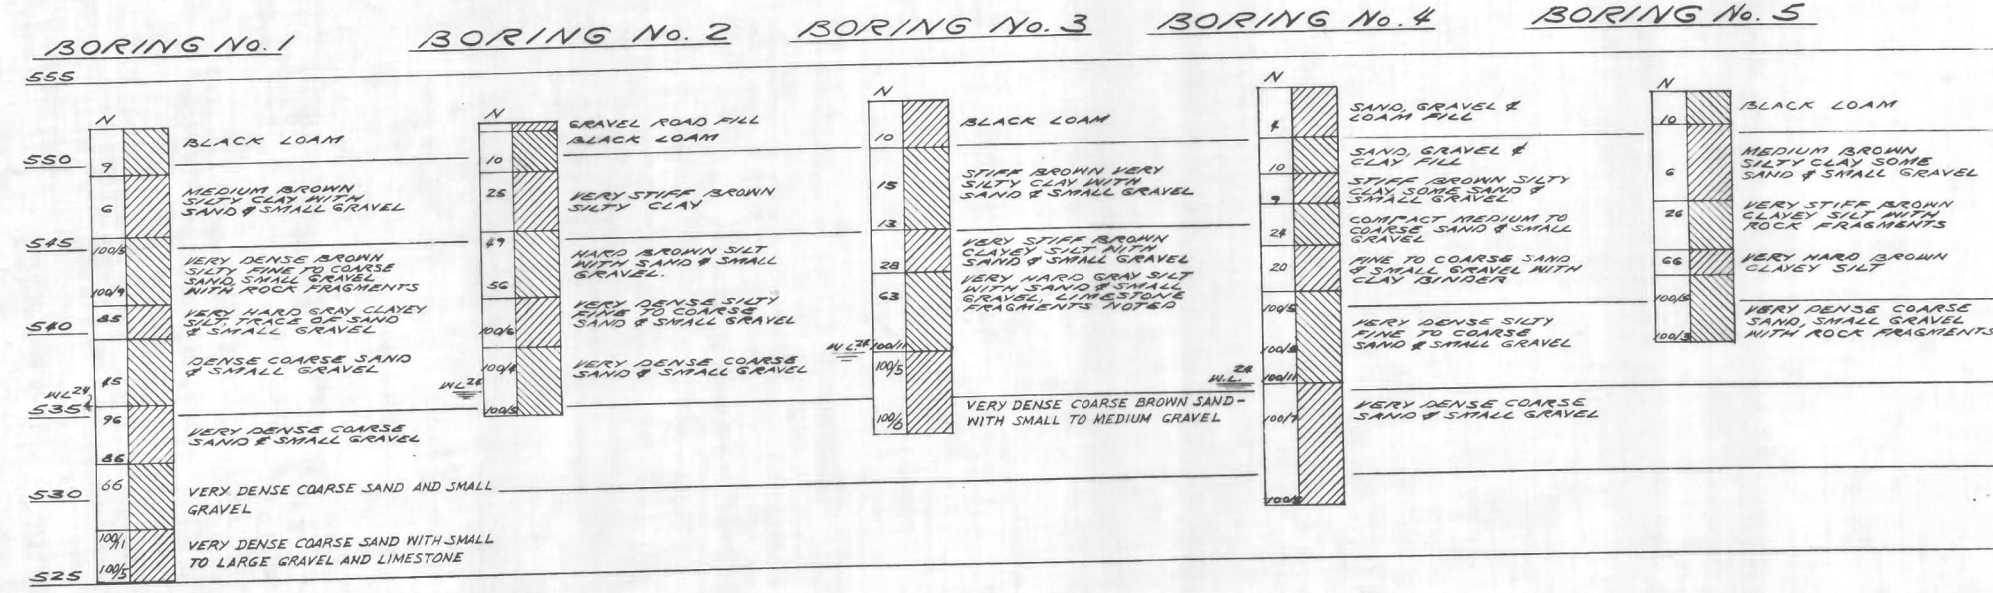 BORING No. 1
BORING No. 2
BORING No. 3
BORING No. 4
BORING No. 5
555
550
545
540
535
530
525
N
9
6
100/5
100/9
85
45
W.L. 24
96
86
66
100/11
100/5
BLACK LOAM
MEDIUM BROWN
SILTY CLAY WITH
SAND & SMALL GRAVEL
VERY DENSE BROWN
SILTY FINE TO COARSE
SAND, SMALL GRAVEL
WITH ROCK FRAGMENTS
VERY HARD GRAY CLAYEY
SILT, TRACE OF SAND
& SMALL GRAVEL
DENSE COARSE SAND
& SMALL GRAVEL
VERY DENSE COARSE
SAND & SMALL GRAVEL
VERY DENSE COARSE SAND AND SMALL
GRAVEL
VERY DENSE COARSE SAND WITH SMALL
TO LARGE GRAVEL AND LIMESTONE
N
10
25
49
56
100/6
100/4
W.L. 24
100/5
GRAVEL ROAD FILL
BLACK LOAM
VERY STIFF BROWN
SILTY CLAY
HARD BROWN SILT
WITH SAND & SMALL
GRAVEL.
VERY DENSE SILTY
FINE TO COARSE
SAND & SMALL GRAVEL
VERY DENSE COARSE
SAND & SMALL GRAVEL
N
10
15
13
28
63
W.L. 24
100/11
100/5
100/6
BLACK LOAM
STIFF BROWN VERY
SILTY CLAY WITH
SAND & SMALL GRAVEL
VERY STIFF BROWN
CLAYEY SILT WITH
SAND & SMALL GRAVEL
VERY HARD GRAY SILT
WITH SAND & SMALL
GRAVEL, LIMESTONE
FRAGMENTS NOTED
VERY DENSE COARSE BROWN SAND-
WITH SMALL TO MEDIUM GRAVEL
N
4
10
9
24
20
100/5
100/8
24
W.L.
100/11
100/7
SAND, GRAVEL &
LOAM FILL
SAND, GRAVEL &
CLAY FILL
STIFF BROWN SILTY
CLAY, SOME SAND &
SMALL GRAVEL
COMPACT MEDIUM TO
COARSE SAND & SMALL
GRAVEL
FINE TO COARSE SAND
& SMALL GRAVEL WITH
CLAY BINDER
VERY DENSE SILTY
FINE TO COARSE
SAND & SMALL GRAVEL
VERY DENSE COARSE
SAND & SMALL GRAVEL
N
10
6
26
66
100/5
100/3
BLACK LOAM
MEDIUM BROWN
SILTY CLAY SOME
SAND & SMALL GRAVEL
VERY STIFF BROWN
CLAYEY SILT WITH
ROCK FRAGMENTS
VERY HARD BROWN
CLAYEY SILT
VERY DENSE COARSE
SAND, SMALL GRAVEL
WITH ROCK FRAGMENTS